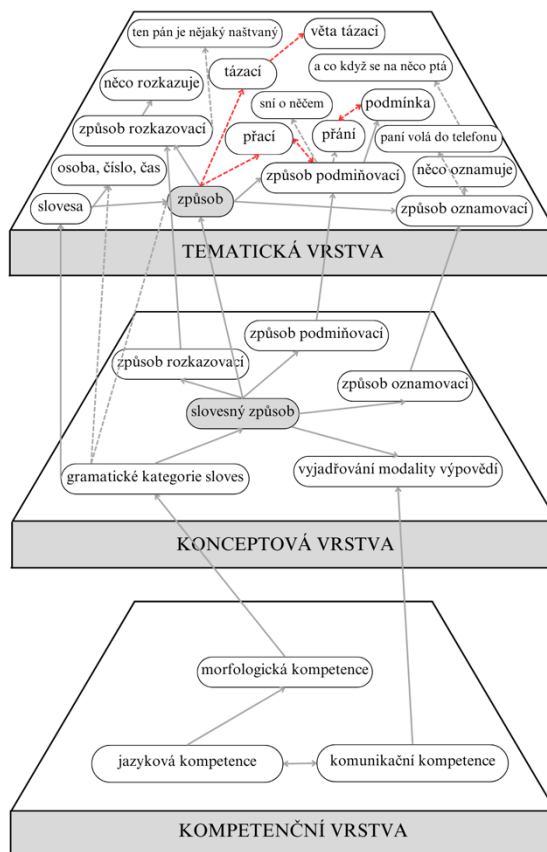 ten pán je nějaký naštvaný
věta tázací
tázací
a co když se na něco ptá
něco rozkazuje
sní o něčem
podmínka
způsob rozkazovací
přací
přání
paní volá do telefonu
osoba, číslo, čas
způsob podmiňovací
něco oznamuje
slovesa
způsob
způsob oznamovací
TEMATICKÁ VRSTVA
způsob podmiňovací
způsob rozkazovací
způsob oznamovací
slovesný způsob
gramatické kategorie sloves
vyjadřování modality výpovědí
KONCEPTOVÁ VRSTVA
morfologická kompetence
jazyková kompetence
komunikační kompetence
KOMPETENČNÍ VRSTVA